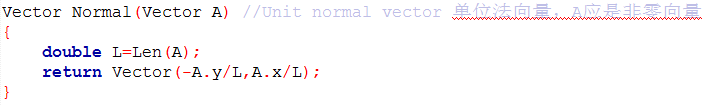 Vector Normal(Vector A) //Unit normal vector 单位法向量，A应是非零向量
{
    double L=Len(A);
    return Vector(-A.y/L,A.x/L);
}